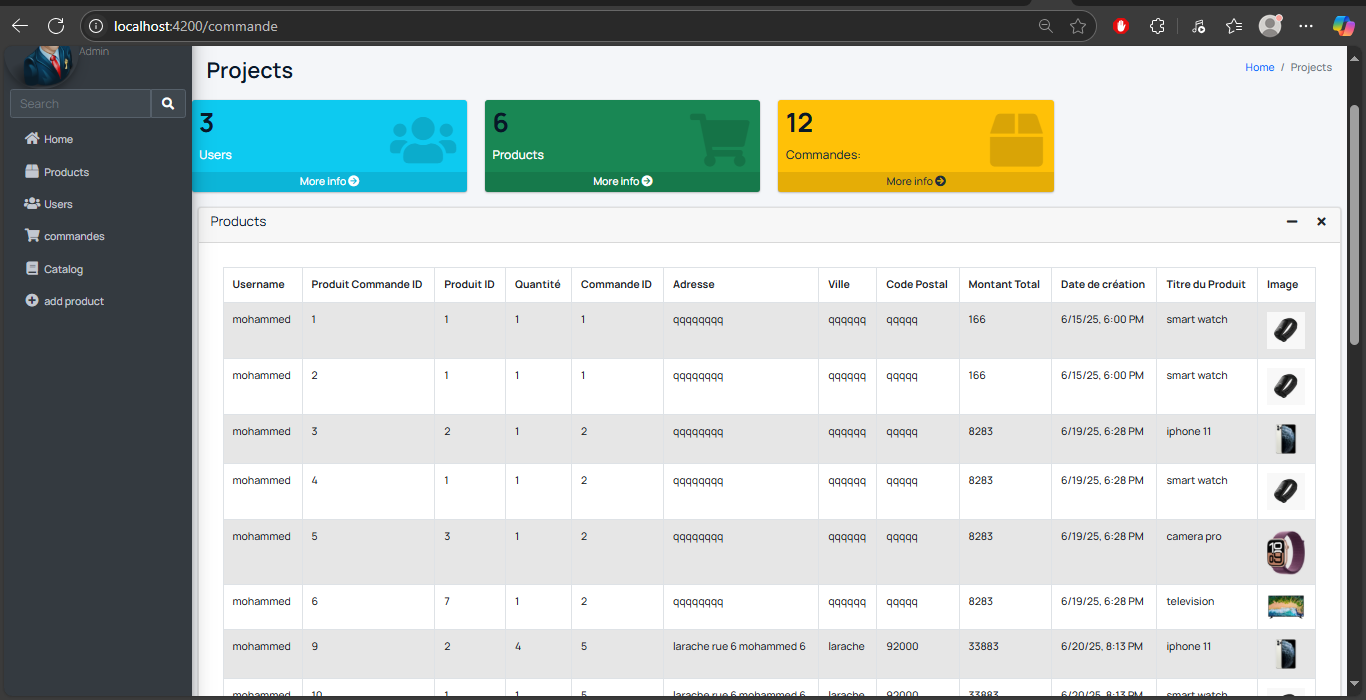 localhost:4200/commande
Admin
Projects
Home / Projects
Search
Home
Products
Users
commandes
Catalog
add product
3
Users
More info
6
Products
More info
12
Commandes:
More info
Products
Username Produit Commande ID Produit ID Quantité Commande ID Adresse Ville Code Postal Montant Total Date de création Titre du Produit Image
mohammed 1 1 1 1 qqqqqqqq qqqqqq qqqqq 166 6/15/25, 6:00 PM smart watch
mohammed 2 1 1 1 qqqqqqqq qqqqqq qqqqq 166 6/15/25, 6:00 PM smart watch
mohammed 3 2 1 2 qqqqqqqq qqqqqq qqqqq 8283 6/19/25, 6:28 PM iphone 11
mohammed 4 1 1 2 qqqqqqqq qqqqqq qqqqq 8283 6/19/25, 6:28 PM smart watch
mohammed 5 3 1 2 qqqqqqqq qqqqqq qqqqq 8283 6/19/25, 6:28 PM camera pro
10
09
mohammed 6 7 1 2 qqqqqqqq qqqqqq qqqqq 8283 6/19/25, 6:28 PM television
mohammed 9 2 4 5 larache rue 6 mohammed 6 larache 92000 33883 6/20/25, 8:13 PM iphone 11
mohammed 10 1 1 5 larache rue 6 mohammed 6 larache 92000 33883 6/20/25, 8:13 PM smart watch